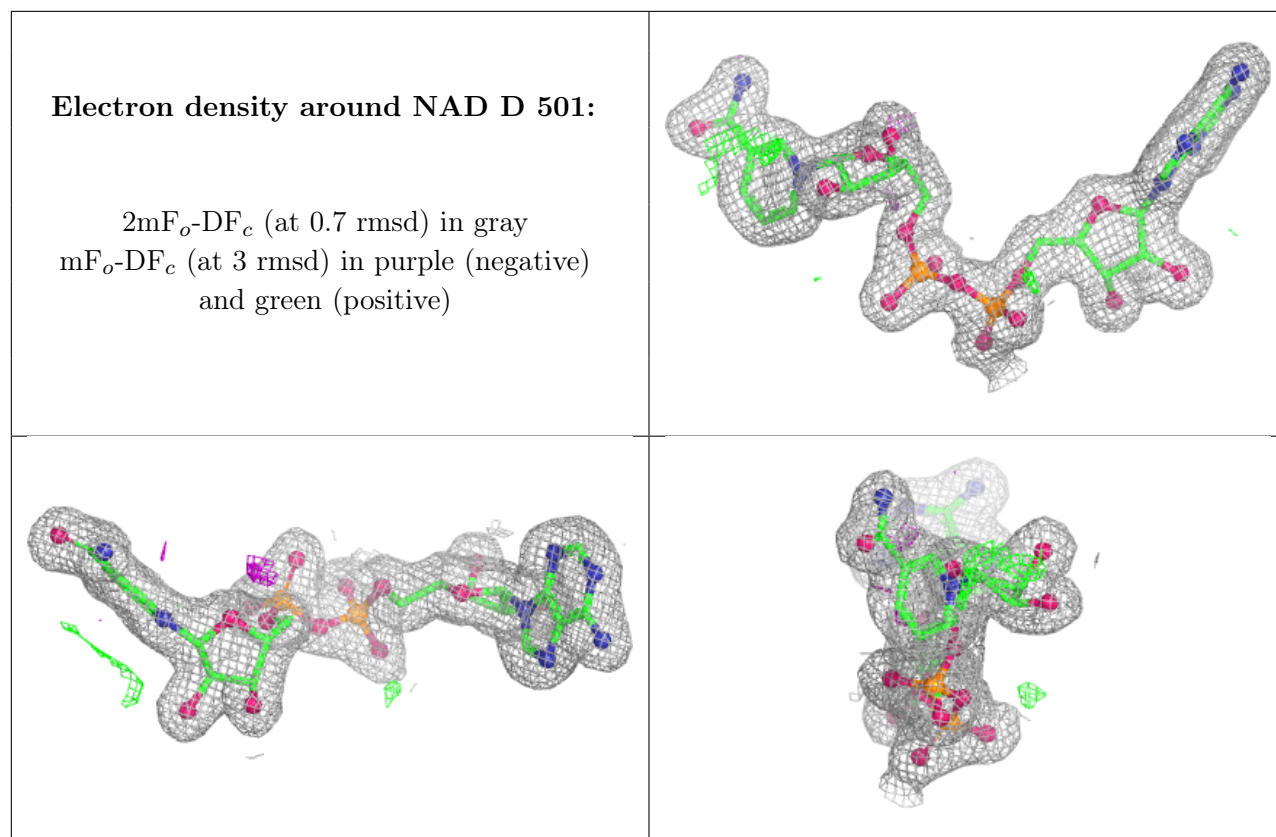 Electron density around NAD D 501:
2mFo-DFc (at 0.7 rmsd) in gray
mFo-DFc (at 3 rmsd) in purple (negative)
and green (positive)